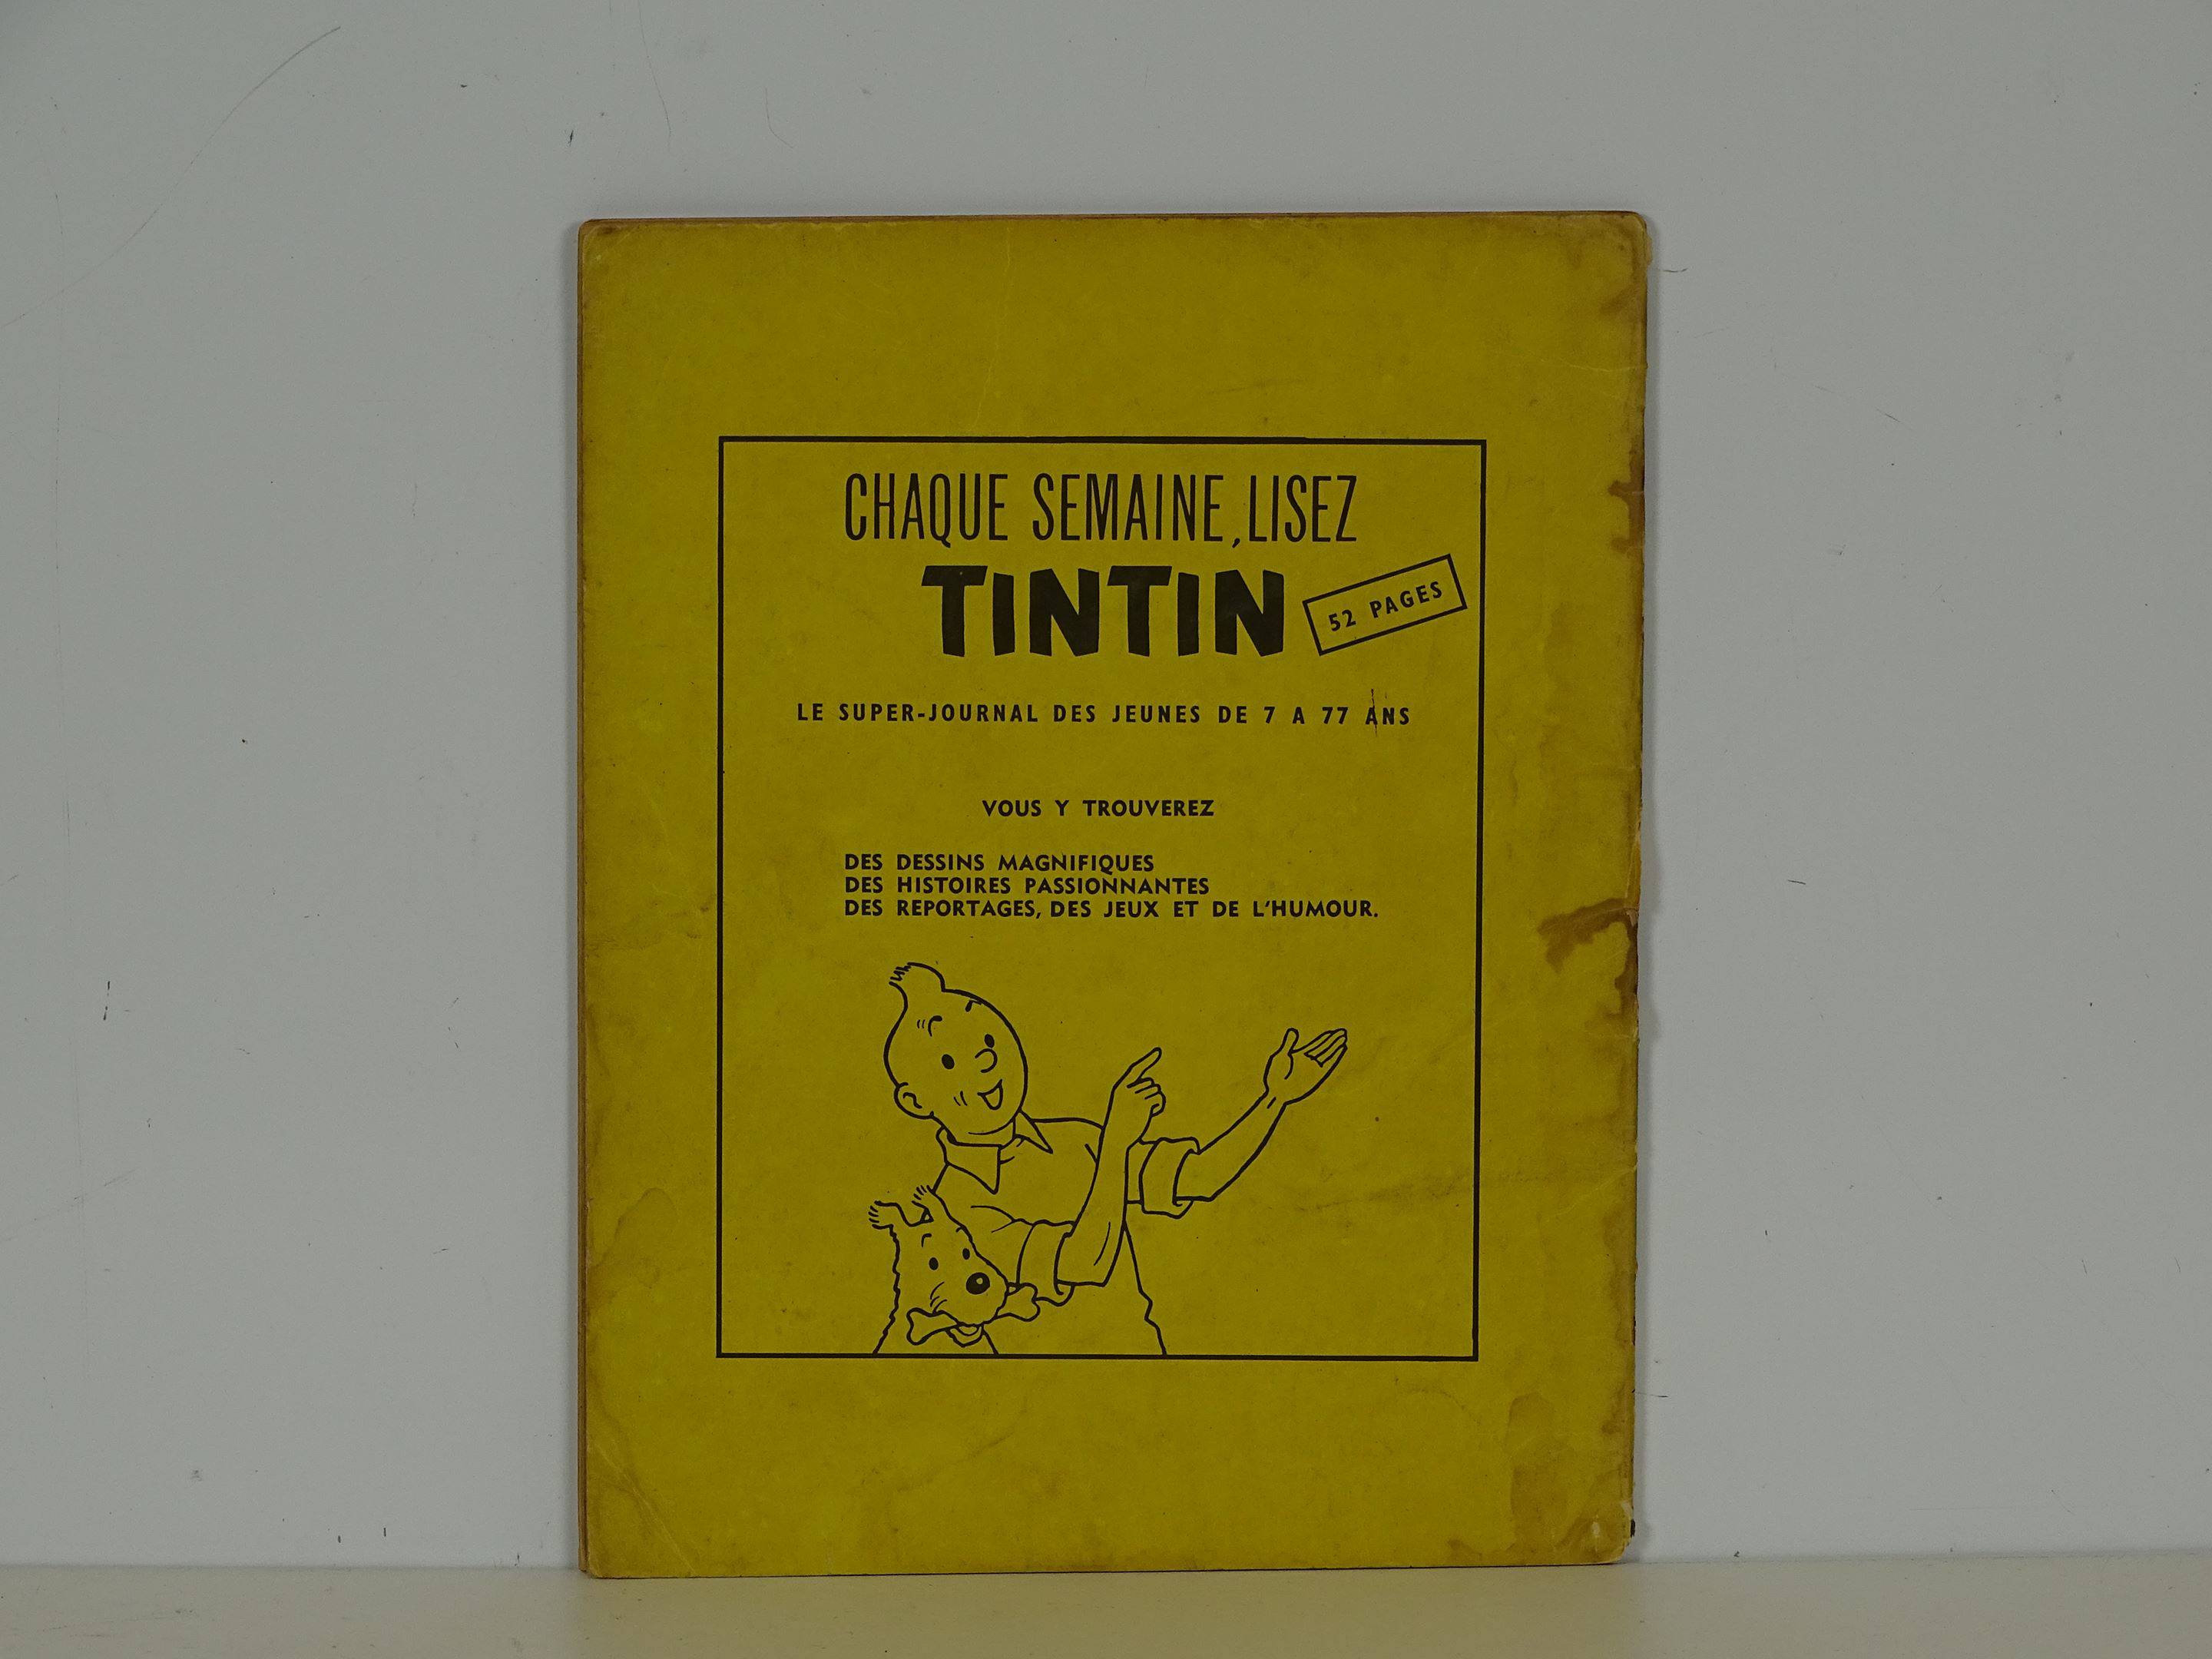 CHAQUE SEMAINE, LISEZ
TINTIN
52 PAGES
LE SUPER-JOURNAL DES JEUNES DE 7 A 77 ANS
VOUS Y TROUVEREZ
DES DESSINS MAGNIFIQUES
DES HISTOIRES PASSIONNANTES
DES REPORTAGES, DES JEUX ET DE L'HUMOUR.